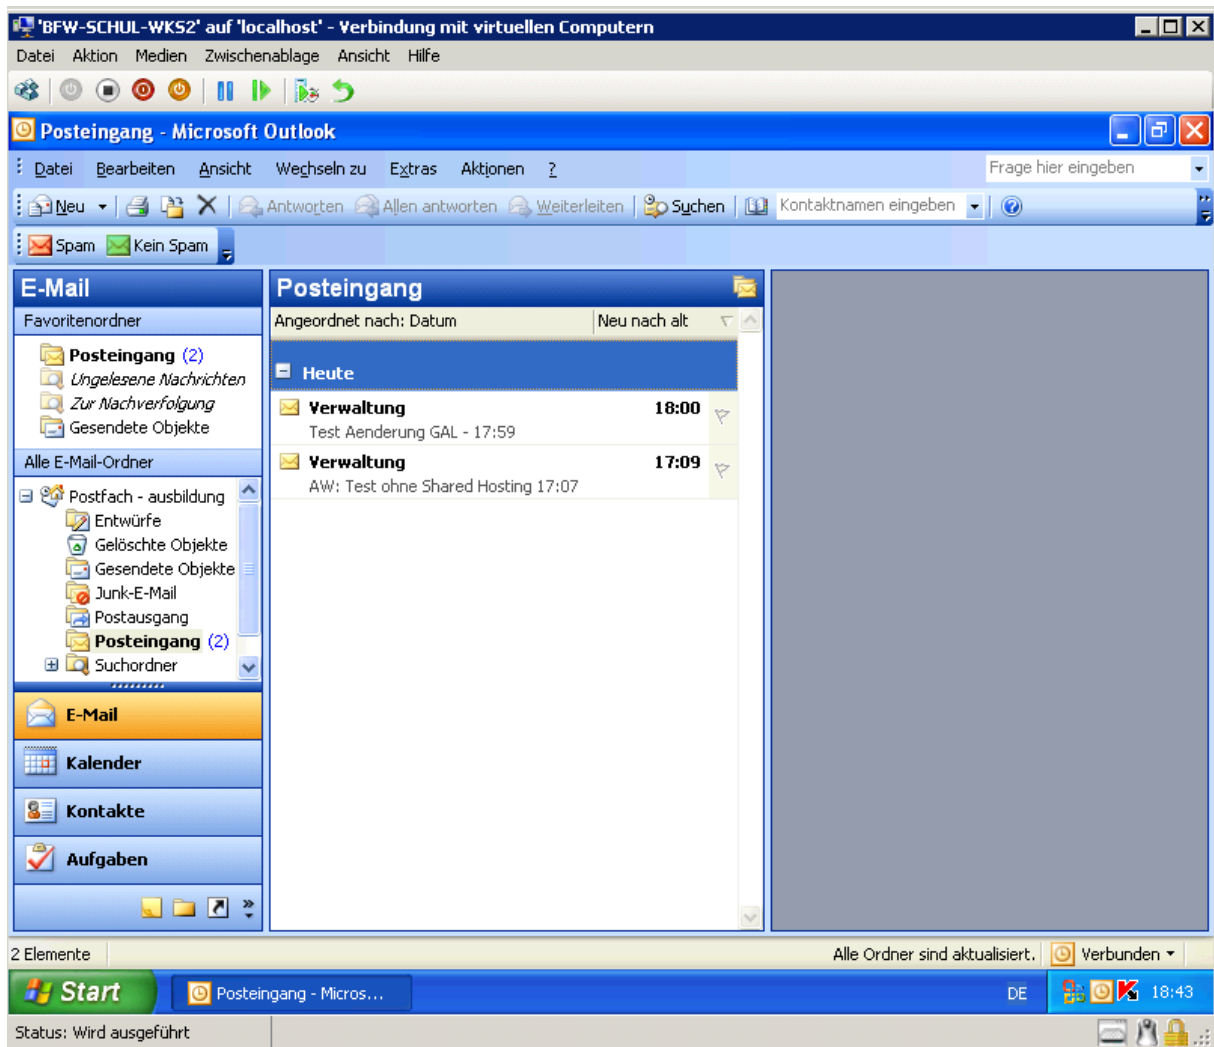 'BFW-SCHUL-WKS2' auf 'localhost' - Verbindung mit virtuellen Computern
Datei Aktion Medien Zwischenablage Ansicht Hilfe
Posteingang - Microsoft Outlook
Datei Bearbeiten Ansicht Wechseln zu Extras Aktionen ? Frage hier eingeben
Neu Antworten Allen antworten Weiterleiten Suchen Kontaktnamen eingeben
Spam Kein Spam
E-Mail
Favoritenordner
Posteingang (2)
Ungelesene Nachrichten
Zur Nachverfolgung
Gesendete Objekte
Alle E-Mail-Ordner
Postfach - ausbildung
Entwürfe
Gelöschte Objekte
Gesendete Objekte
Junk-E-Mail
Postausgang
Posteingang (2)
Suchordner
E-Mail
Kalender
Kontakte
Aufgaben
Posteingang
Angeordnet nach: Datum Neu nach alt
Heute
Verwaltung 18:00
Test Aenderung GAL - 17:59
Verwaltung 17:09
AW: Test ohne Shared Hosting 17:07
2 Elemente Alle Ordner sind aktualisiert. Verbunden
Start Posteingang - Micros... DE 18:43
Status: Wird ausgeführt